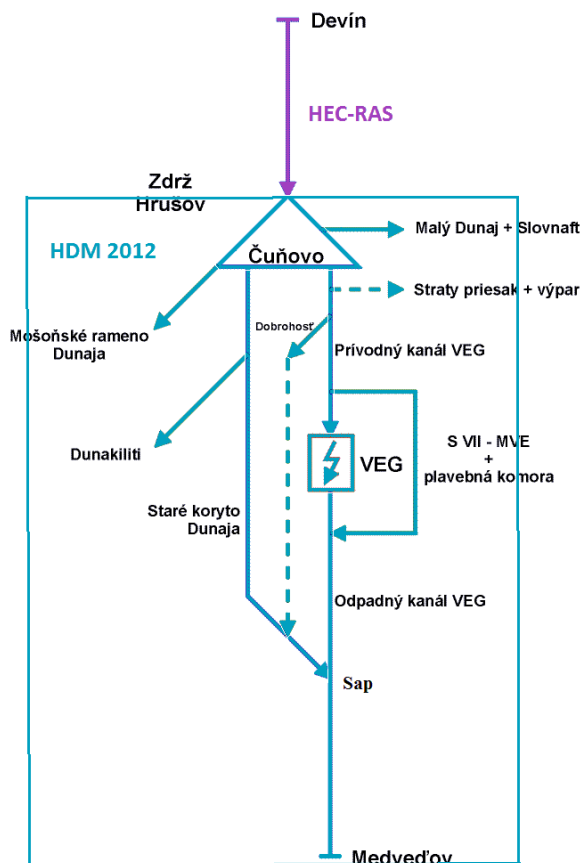 Devín
HEC-RAS
Zdrž
Hrušov
Malý Dunaj + Slovnaft
HDM 2012
Čuňovo
Straty priesak + výpar
Dobrohosť
Mošoňské rameno
Dunaja
Prívodný kanál VEG
Dunakiliti
S VII - MVE
+
plavebná komora
VEG
Staré koryto
Dunaja
Odpadný kanál VEG
Sap
Medveďov